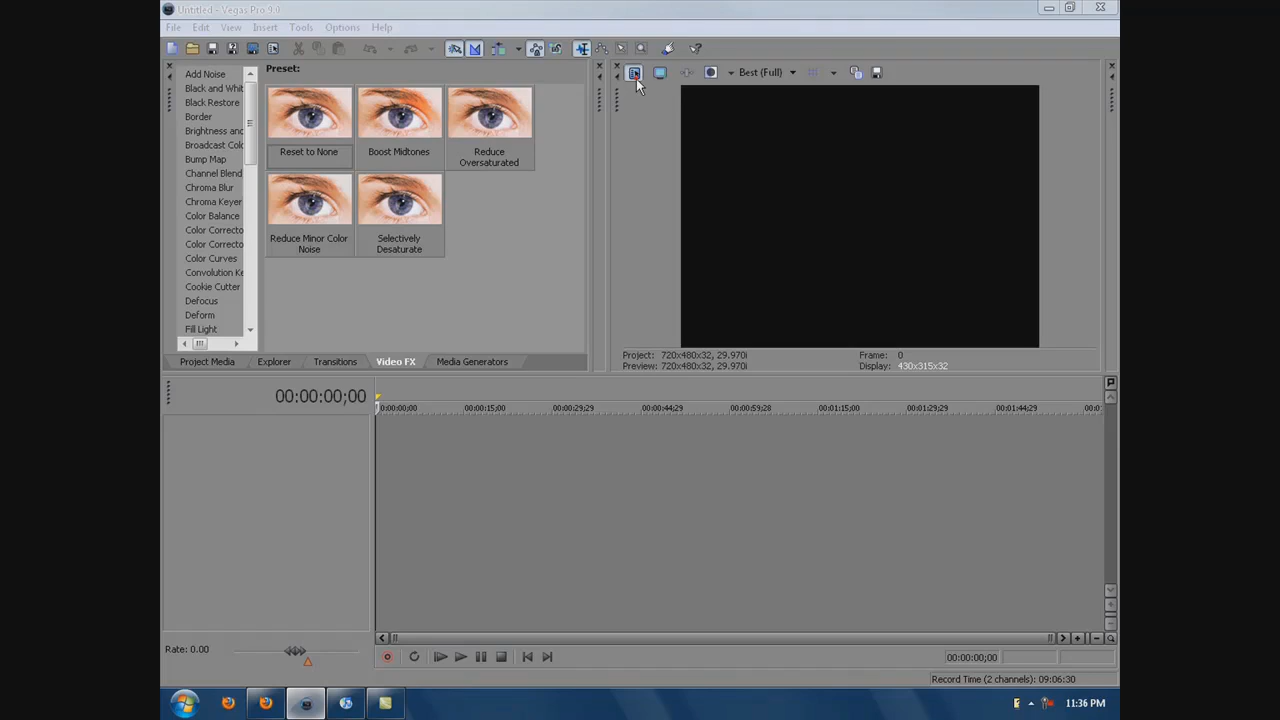 Untitled - Vegas Pro 9.0
File Edit View Insert Tools Options Help
Add Noise
Black and Whit
Black Restore
Border
Brightness and
Broadcast Colo
Bump Map
Channel Blend
Chroma Blur
Chroma Keyer
Color Balance
Color Correcto
Color Correcto
Color Curves
Convolution Ke
Cookie Cutter
Defocus
Deform
Fill Light
Preset:
Reset to None
Boost Midtones
Reduce
Oversaturated
Reduce Minor Color
Noise
Selectively
Desaturate
Project Media Explorer Transitions Video FX Media Generators
Best (Full)
Project: 720x480x32, 29.970i
Preview: 720x480x32, 29.970i
Frame: 0
Display: 430x315x32
00:00:00;00
0:00:00;00 00:00:15;00 00:00:29;29 00:00:44;29 00:00:59;28 00:01:15;00 00:01:29;29 00:01:44;29 00:0
Rate: 0.00
00:00:00;00
Record Time (2 channels): 09:06:30
11:36 PM